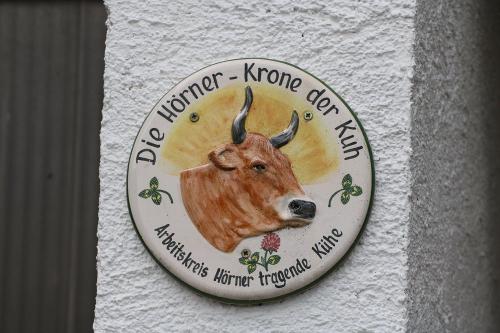 Die Hörner - Krone der Kuh
Arbeitskreis Hörner tragende Kühe